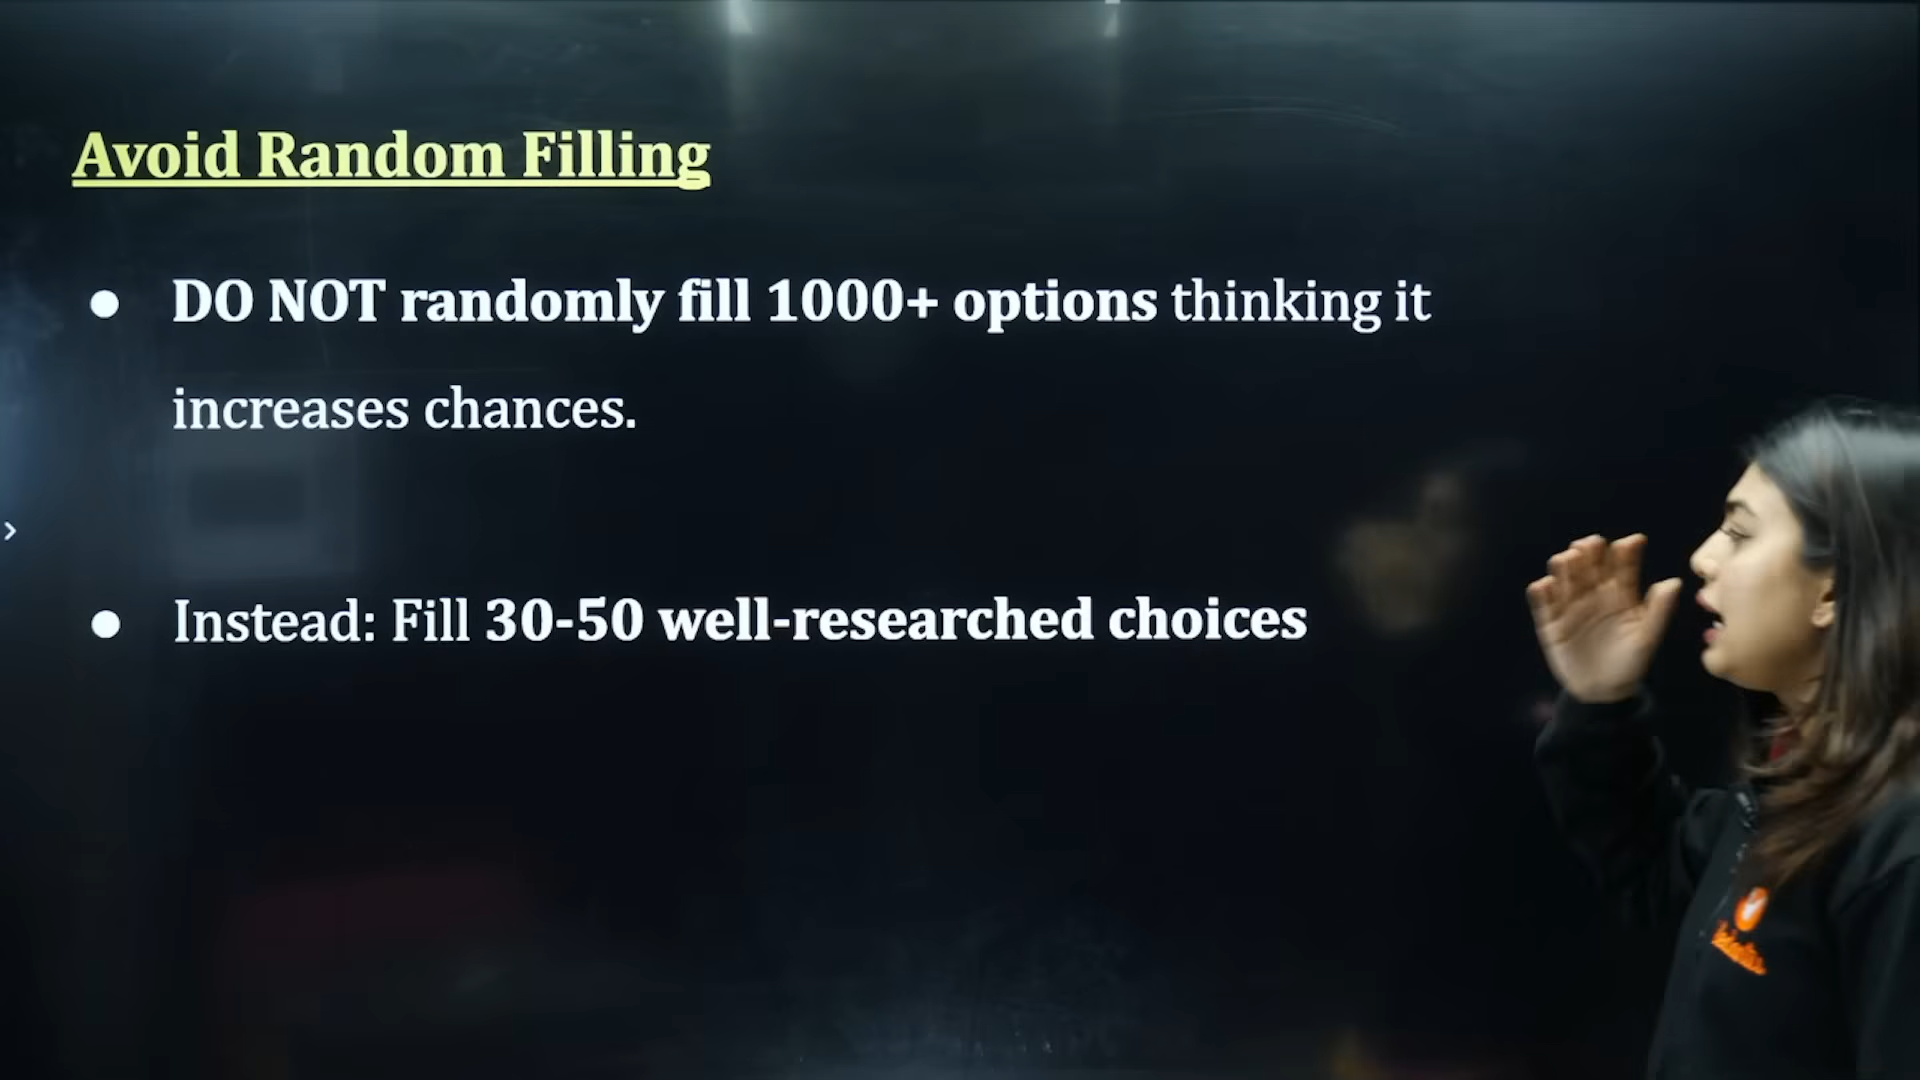 Avoid Random Filling
● DO NOT randomly fill 1000+ options thinking it
increases chances.
● Instead: Fill 30-50 well-researched choices